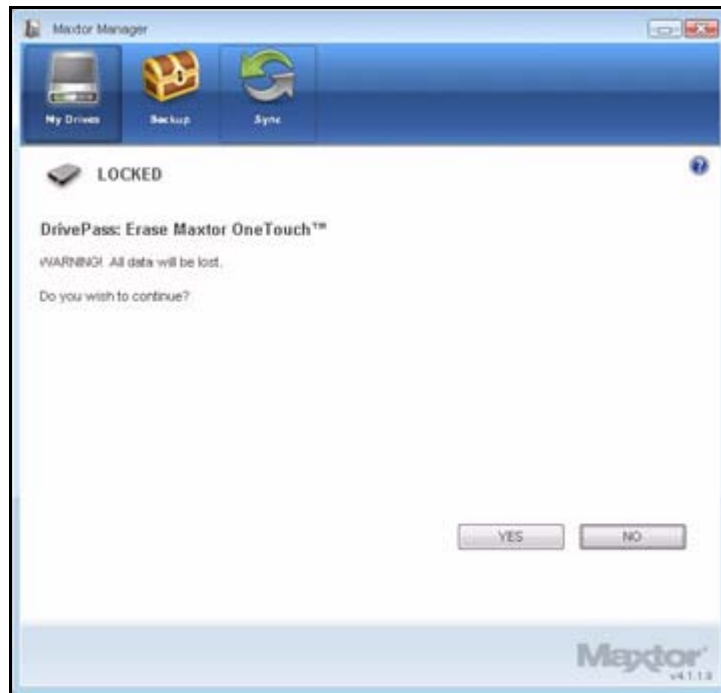 Maxtor Manager
My Drives Backup Sync
LOCKED
DrivePass: Erase Maxtor OneTouch™
WARNING! All data will be lost.
Do you wish to continue?
YES NO
Maxtor